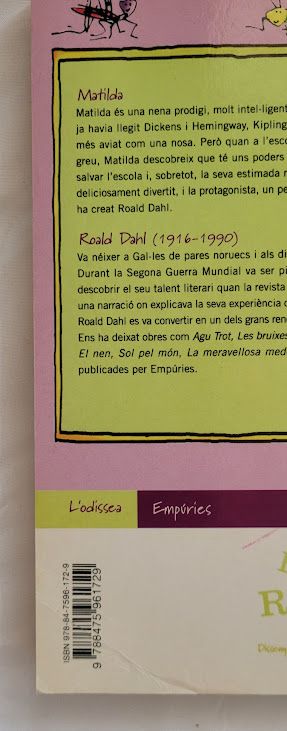 Matilda
Matilda és una nena prodigi, molt intel·ligent
ja havia llegit Dickens i Hemingway, Kipling
més aviat com una nosa. Però quan a l'esco
greu, Matilda descobreix que té uns poders
salvar l'escola i, sobretot, la seva estimada
deliciosament divertit, i la protagonista, un pe
ha creat Roald Dahl.
Roald Dahl (1916-1990)
Va néixer a Gal·les de pares noruecs i als di
Durant la Segona Guerra Mundial va ser pi
descobrir el seu talent literari quan la revista
una narració on explicava la seva experiència
Roald Dahl es va convertir en un dels grans
Ens ha deixat obres com Agu Trot, Les bruixes
El nen, Sol pel món, La meravellosa med
publicades per Empúries.
L'odissea Empúries
ISBN 978-84-7596-172-9
9 788475 961729
R